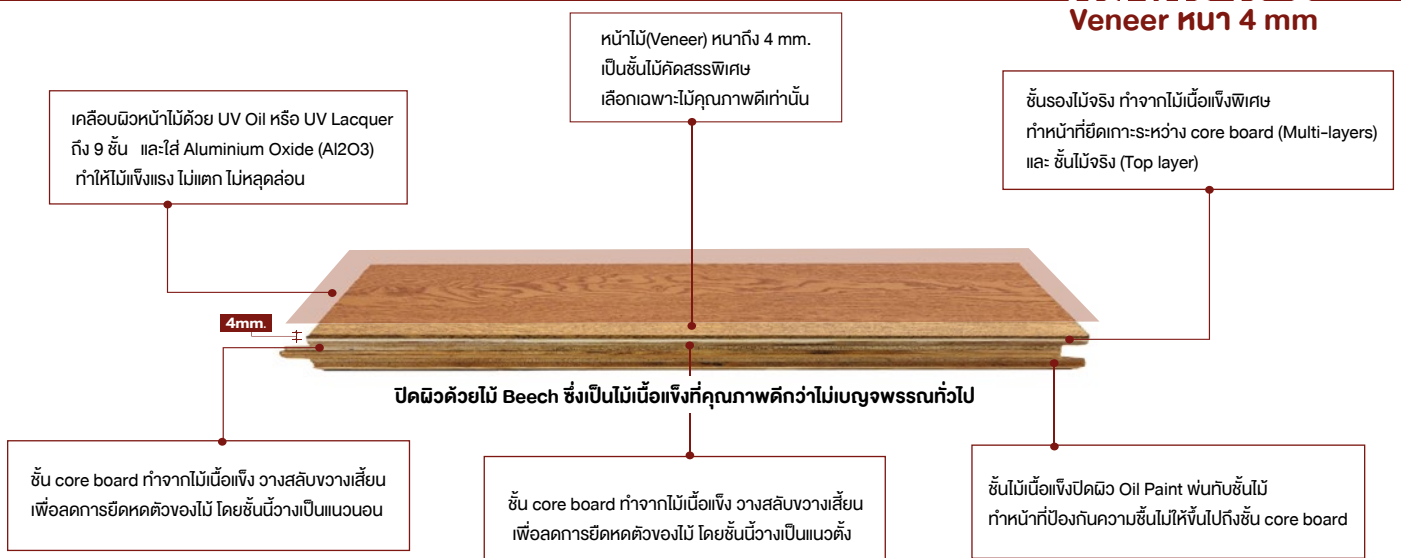 Veneer หนา 4 mm
หน้าไม้(Veneer) หนาถึง 4 mm.
เป็นชั้นไม้คัดสรรพิเศษ
เลือกเฉพาะไม้คุณภาพดีเท่านั้น
เคลือบผิวหน้าไม้ด้วย UV Oil หรือ UV Lacquer
ถึง 9 ชั้น และใส่ Aluminium Oxide (Al2O3)
ทำให้ไม้แข็งแรง ไม่แตก ไม่หลุดล่อน
ชั้นรองไม้จริง ทำจากไม้เนื้อแข็งพิเศษ
ทำหน้าที่ยึดเกาะระหว่าง core board (Multi-layers)
และ ชั้นไม้จริง (Top layer)
4mm.
ปิดผิวด้วยไม้ Beech ซึ่งเป็นไม้เนื้อแข็งที่คุณภาพดีกว่าไม่เบญจพรรณทั่วไป
ชั้น core board ทำจากไม้เนื้อแข็ง วางสลับขวางเสี้ยน
เพื่อลดการยืดหดตัวของไม้ โดยชั้นนี้วางเป็นแนวนอน
ชั้น core board ทำจากไม้เนื้อแข็ง วางสลับขวางเสี้ยน
เพื่อลดการยืดหดตัวของไม้ โดยชั้นนี้วางเป็นแนวตั้ง
ชั้นไม้เนื้อแข็งปิดผิว Oil Paint พ่นทับชั้นไม้
ทำหน้าที่ป้องกันความชื้นไม่ให้ขึ้นไปถึงชั้น core board